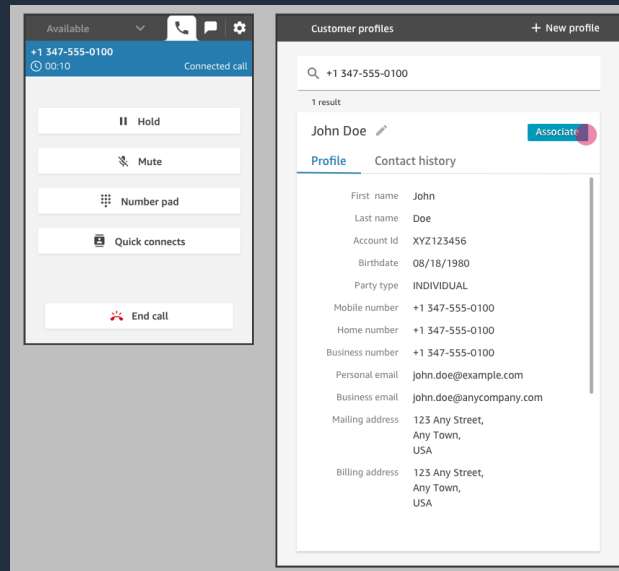 Available
+1 347-555-0100
00:10 Connected call
Hold
Mute
Number pad
Quick connects
End call
Customer profiles + New profile
+1 347-555-0100
1 result
John Doe Associate
Profile Contact history
First name John
Last name Doe
Account Id XYZ123456
Birthdate 08/18/1980
Party type INDIVIDUAL
Mobile number +1 347-555-0100
Home number +1 347-555-0100
Business number +1 347-555-0100
Personal email john.doe@example.com
Business email john.doe@anycompany.com
Mailing address 123 Any Street,
Any Town,
USA
Billing address 123 Any Street,
Any Town,
USA